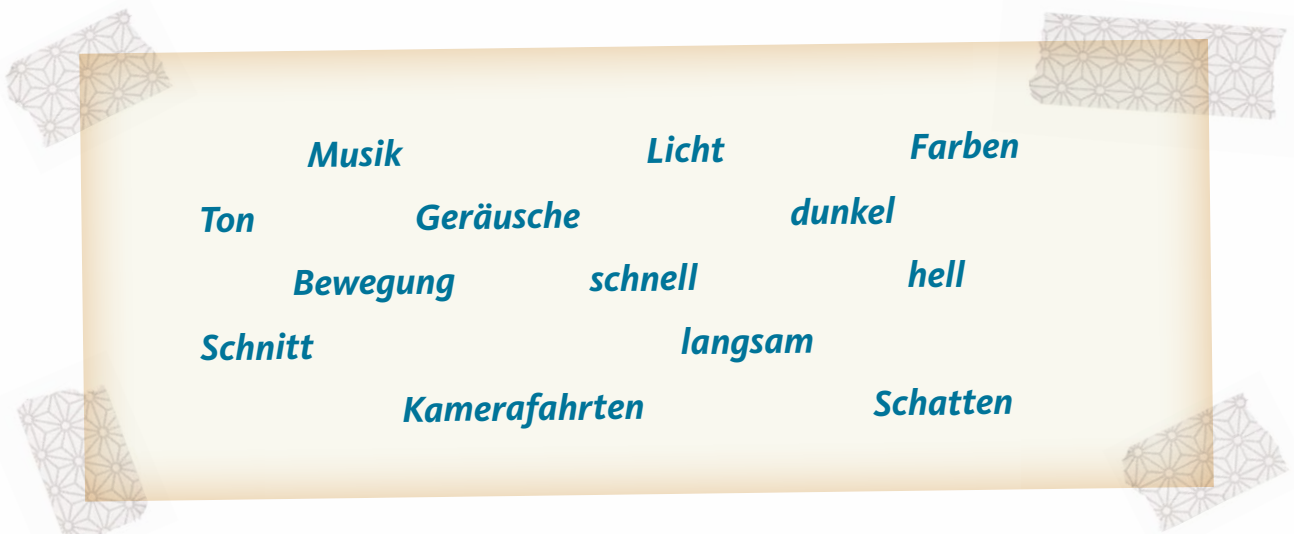 Musik Licht Farben
Ton Geräusche dunkel
Bewegung schnell hell
Schnitt langsam
Kamerafahrten Schatten